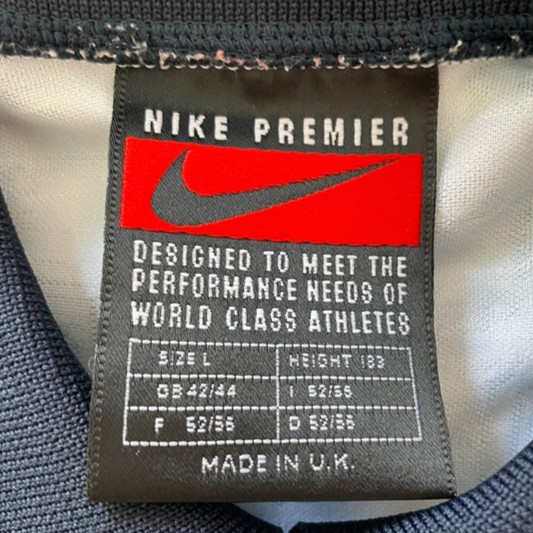 NIKE PREMIER
DESIGNED TO MEET THE
PERFORMANCE NEEDS OF
WORLD CLASS ATHLETES
SIZE L HEIGHT 183
GB 42/44 I 52/56
F 52/56 D 52/56
MADE IN U.K.